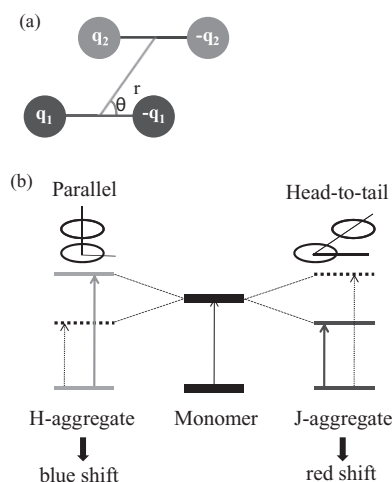 (a)
q2 -q2
r
θ
q1 -q1
(b)
Parallel Head-to-tail
H-aggregate Monomer J-aggregate
blue shift red shift